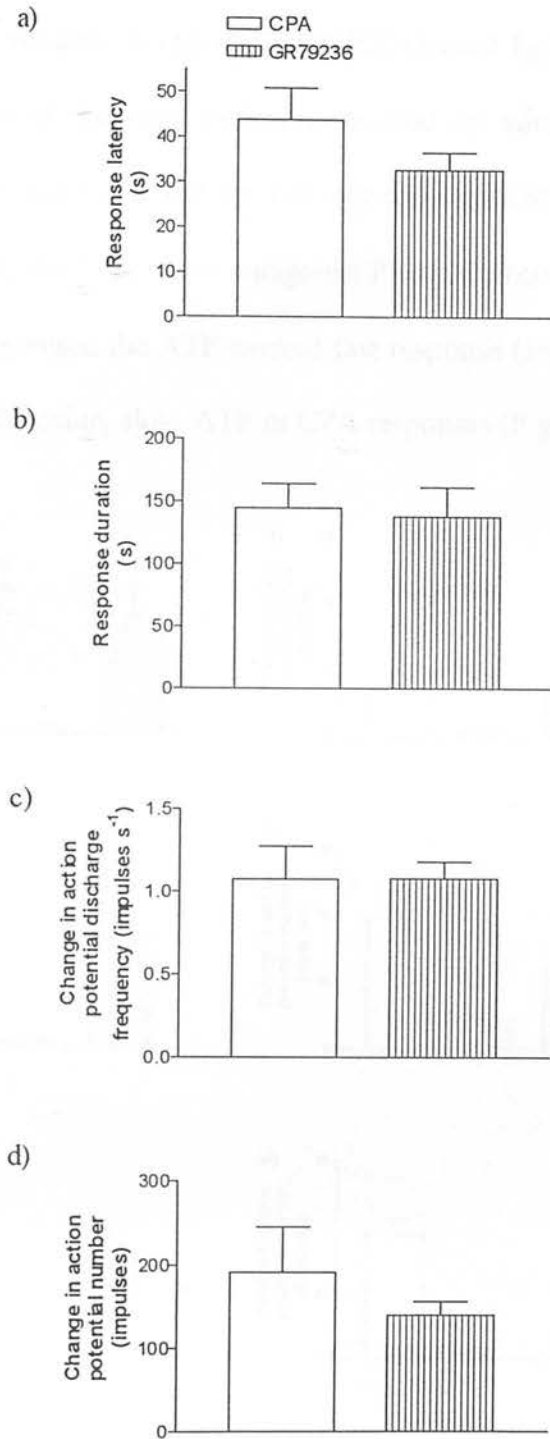 a)
CPA
GR79236
Response latency
(s)
50
40
30
20
10
0
b)
Response duration
(s)
200
150
100
50
0
c)
Change in action
potential discharge
frequency (impulses s⁻¹)
1.5
1.0
0.5
0.0
d)
Change in action
potential number
(impulses)
300
200
100
0